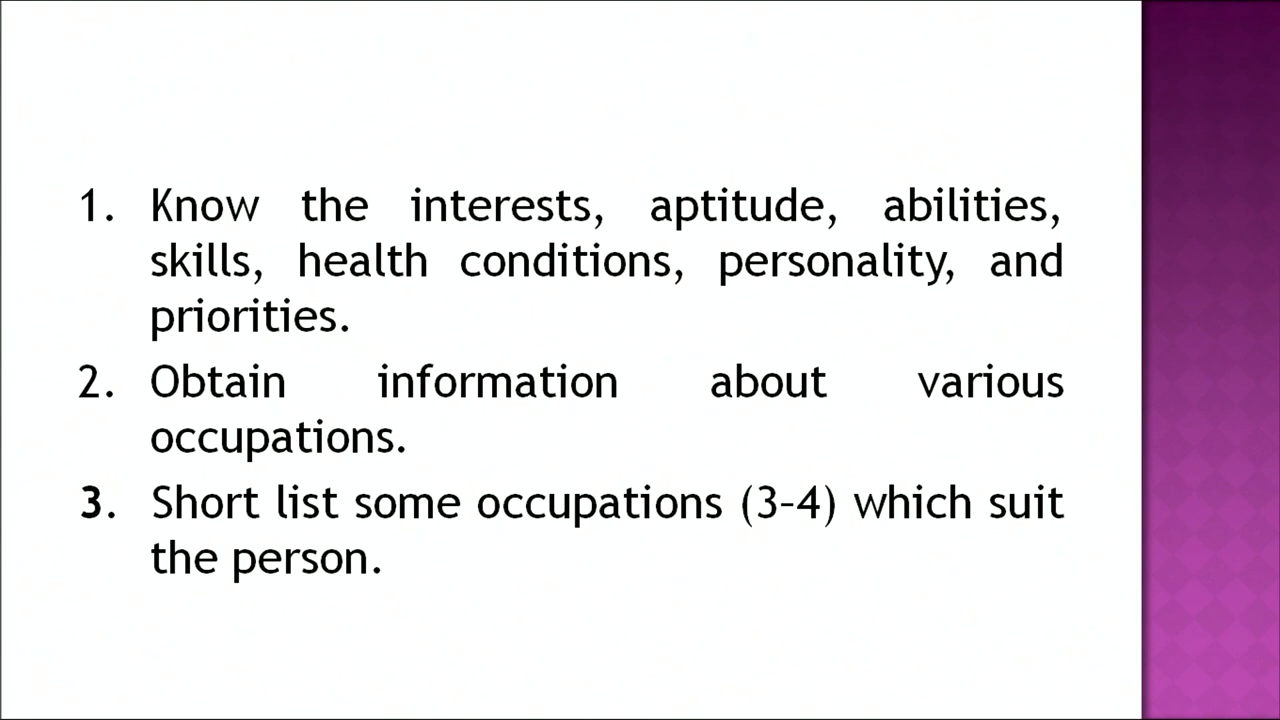 1. Know the interests, aptitude, abilities,
skills, health conditions, personality, and
priorities.
2. Obtain information about various
occupations.
3. Short list some occupations (3–4) which suit
the person.